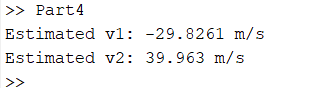 >> Part4
Estimated v1: -29.8261 m/s
Estimated v2: 39.963 m/s
>>